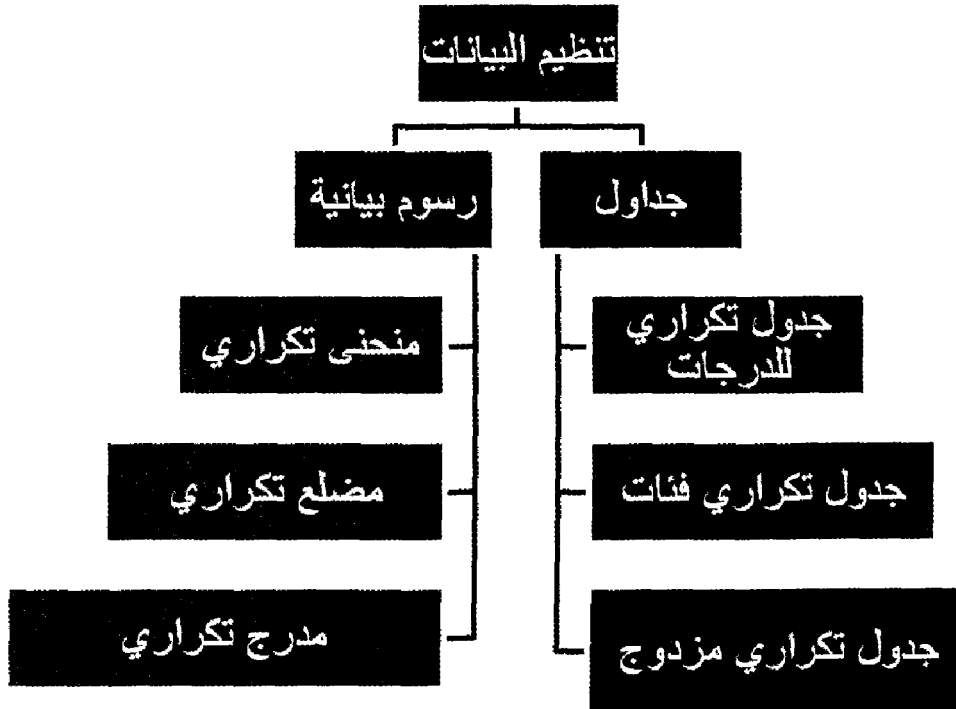 تنظيم البيانات
جداول
رسوم بيانية
جدول تكراري
للدرجات
منحنى تكراري
جدول تكراري فئات
مضلع تكراري
جدول تكراري مزدوج
مدرج تكراري